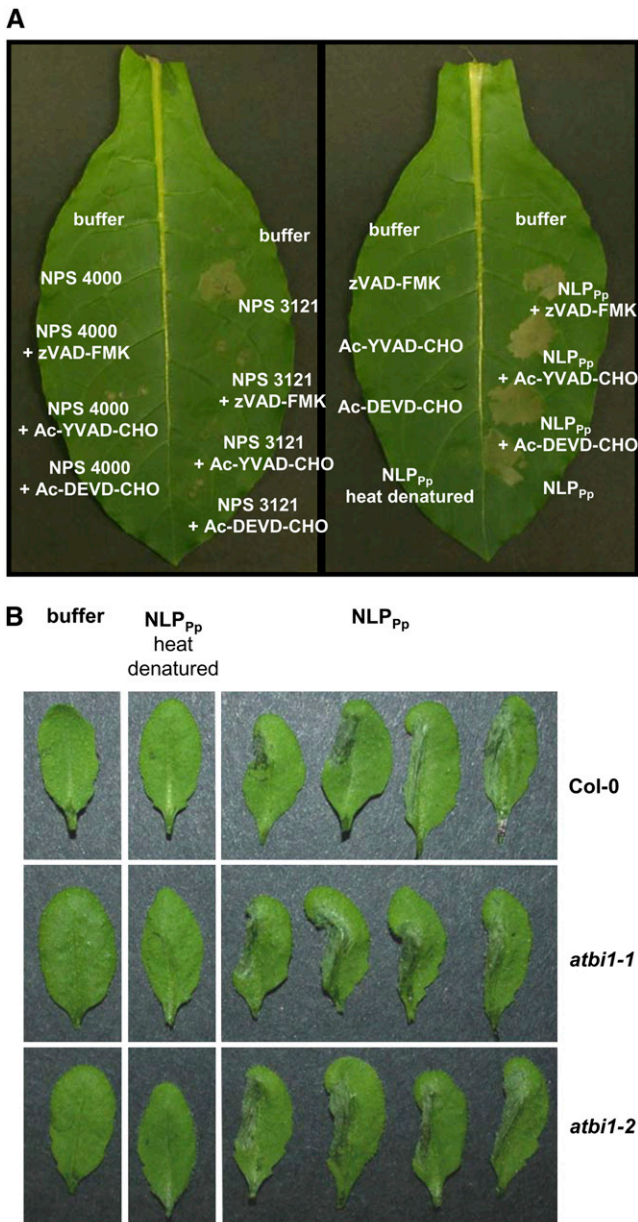 A
buffer
NPS 4000
NPS 4000
+ zVAD-FMK
NPS 4000
+ Ac-YVAD-CHO
NPS 4000
+ Ac-DEVD-CHO
buffer
NPS 3121
NPS 3121
+ zVAD-FMK
NPS 3121
+ Ac-YVAD-CHO
NPS 3121
+ Ac-DEVD-CHO
buffer
zVAD-FMK
Ac-YVAD-CHO
Ac-DEVD-CHO
NLPPp
heat denatured
buffer
NLPPp
+ zVAD-FMK
NLPPp
+ Ac-YVAD-CHO
NLPPp
+ Ac-DEVD-CHO
NLPPp
B
buffer
NLPPp
heat
denatured
NLPPp
Col-0
atbi1-1
atbi1-2